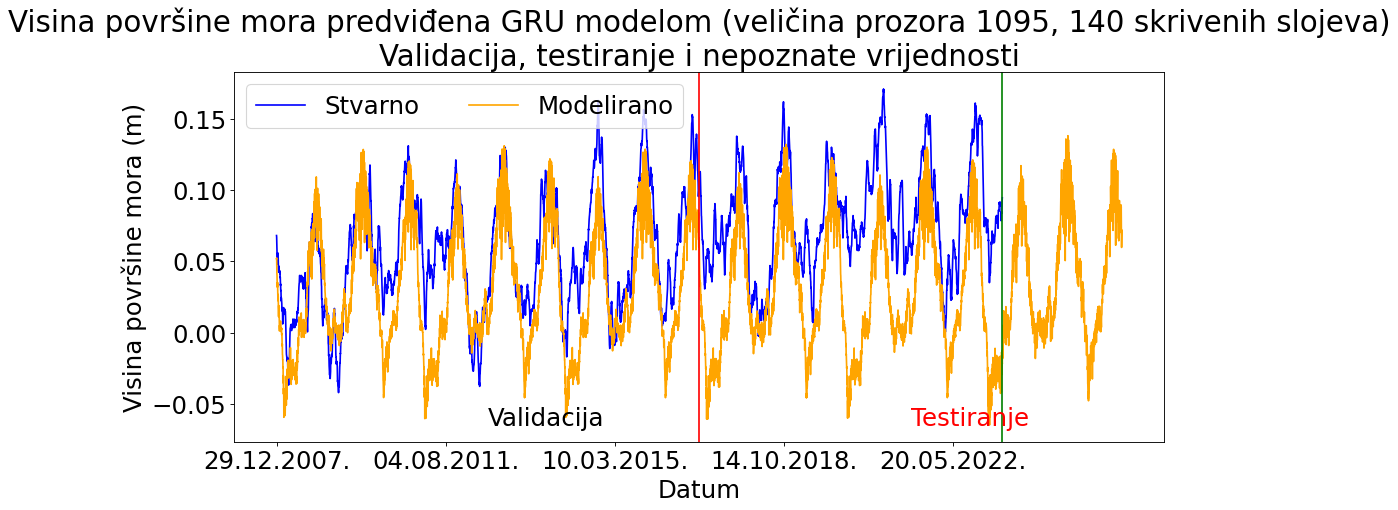 Visina površine mora predviđena GRU modelom (veličina prozora 1095, 140 skrivenih slojeva)
Validacija, testiranje i nepoznate vrijednosti
Stvarno Modelirano
Visina površine mora (m)
0.15
0.10
0.05
0.00
−0.05
Validacija Testiranje
29.12.2007. 04.08.2011. 10.03.2015. 14.10.2018. 20.05.2022.
Datum